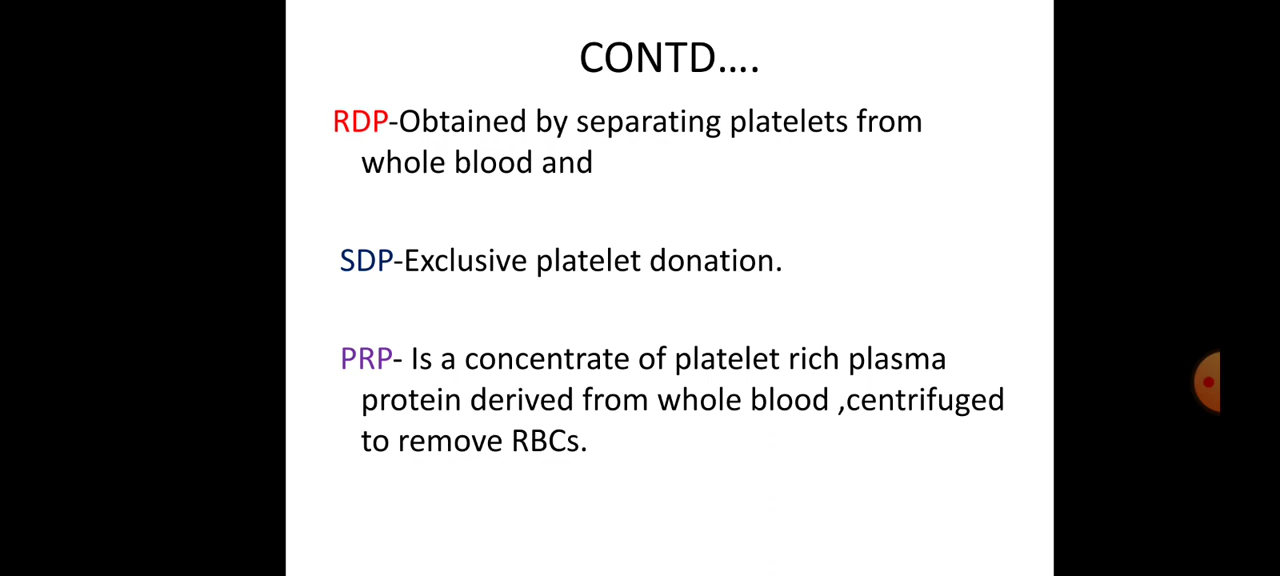 CONTD....
RDP-Obtained by separating platelets from
whole blood and
SDP-Exclusive platelet donation.
PRP- Is a concentrate of platelet rich plasma
protein derived from whole blood ,centrifuged
to remove RBCs.